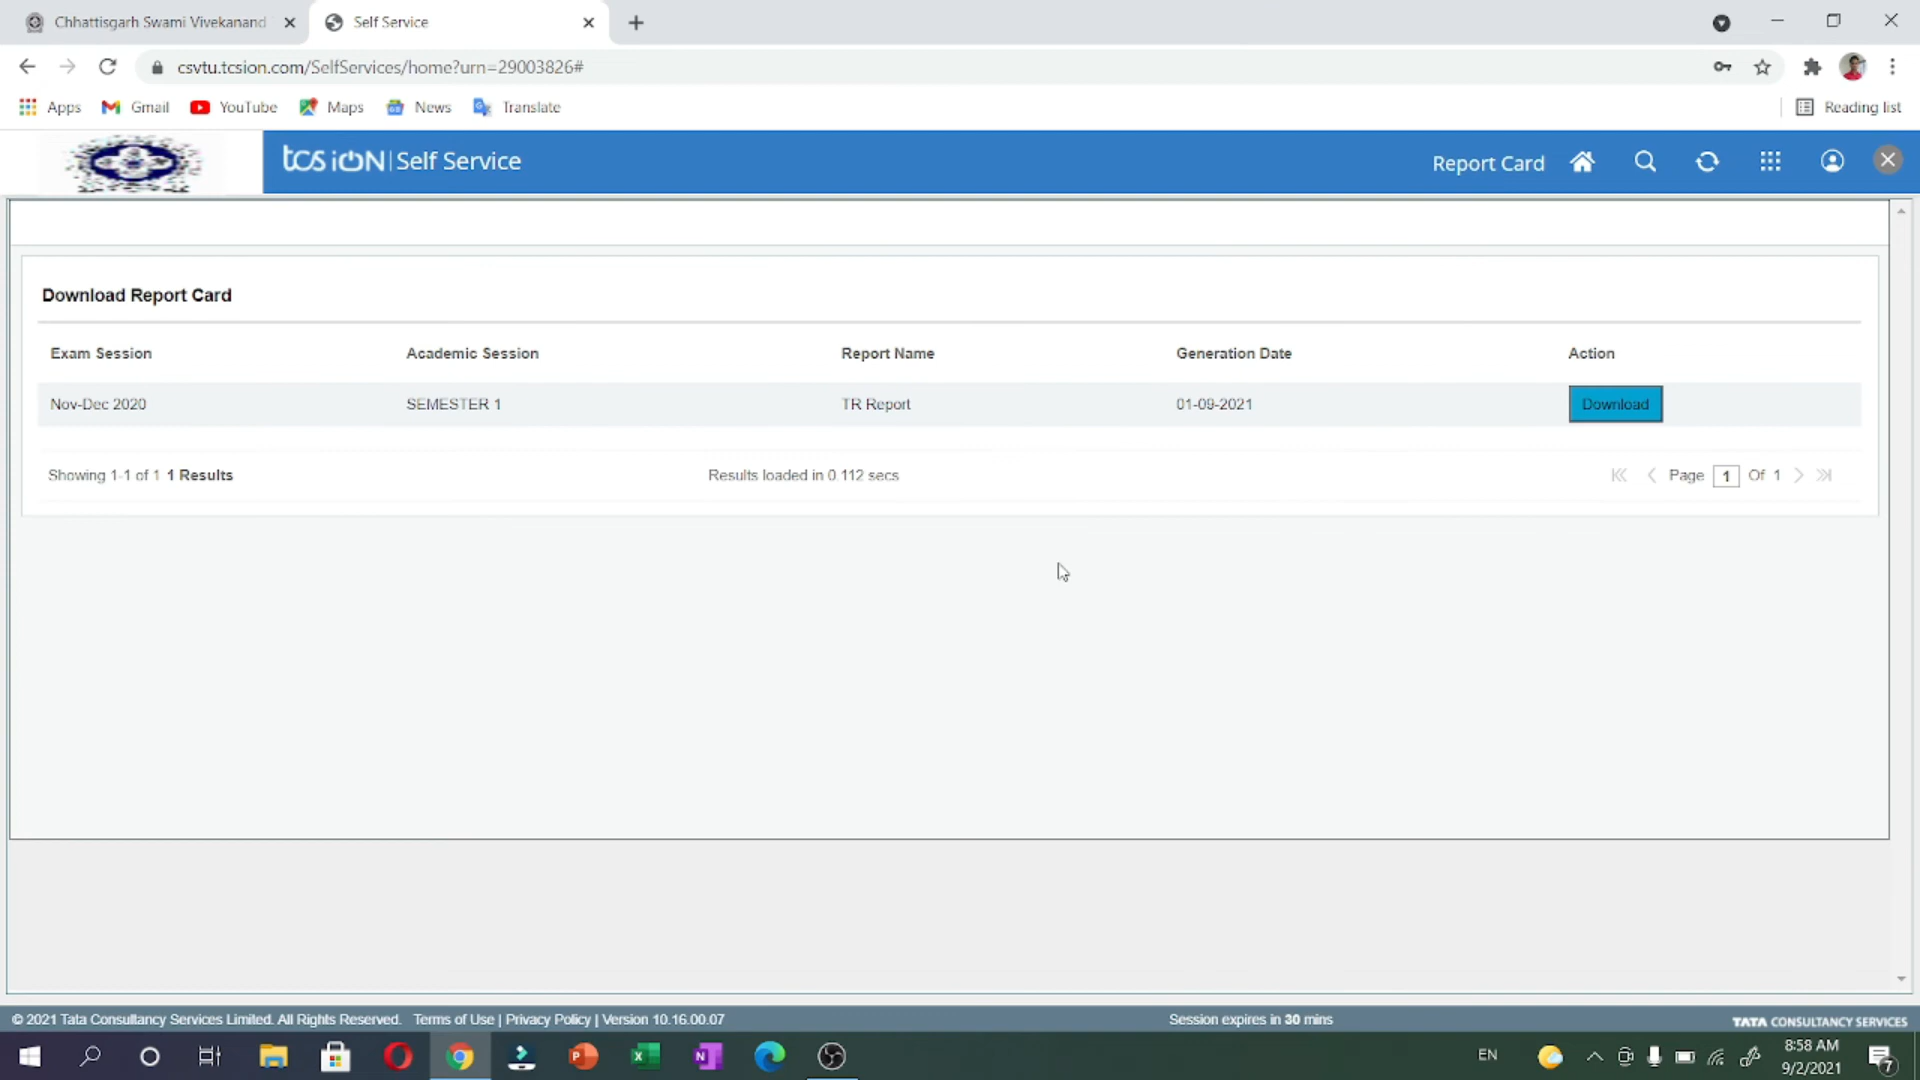 Chhattisgarh Swami Vivekanand
Self Service
csvtu.tcsion.com/SelfServices/home?urn=29003826#
Apps Gmail YouTube Maps News Translate Reading list
tcs iON | Self Service
Report Card
Download Report Card
Exam Session Academic Session Report Name Generation Date Action
Nov-Dec 2020 SEMESTER 1 TR Report 01-09-2021 Download
Showing 1-1 of 1 1 Results Results loaded in 0.112 secs Page 1 Of 1
© 2021 Tata Consultancy Services Limited. All Rights Reserved. Terms of Use | Privacy Policy | Version 10.16.00.07 Session expires in 30 mins TATA CONSULTANCY SERVICES
EN
8:58 AM
9/2/2021
7